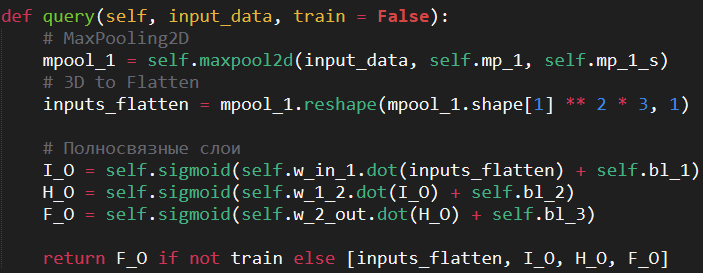 def query(self, input_data, train = False):
# MaxPooling2D
mpool_1 = self.maxpool2d(input_data, self.mp_1, self.mp_1_s)
# 3D to Flatten
inputs_flatten = mpool_1.reshape(mpool_1.shape[1] ** 2 * 3, 1)
# Полносвязные слои
I_O = self.sigmoid(self.w_in_1.dot(inputs_flatten) + self.bl_1)
H_O = self.sigmoid(self.w_1_2.dot(I_O) + self.bl_2)
F_O = self.sigmoid(self.w_2_out.dot(H_O) + self.bl_3)
return F_O if not train else [inputs_flatten, I_O, H_O, F_O]